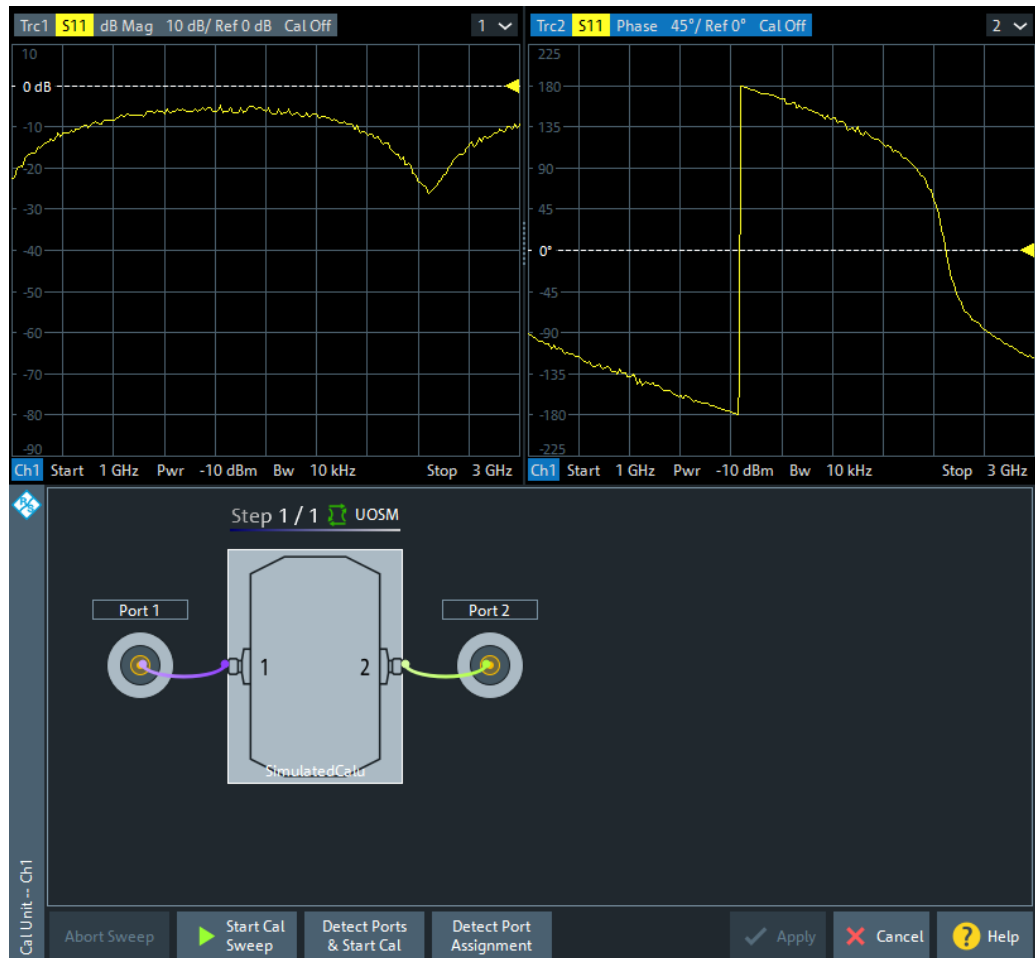 Trc1 S11 dB Mag 10 dB/ Ref 0 dB Cal Off 1
10
0 dB
-10
-20
-30
-40
-50
-60
-70
-80
-90
Ch1 Start 1 GHz Pwr -10 dBm Bw 10 kHz Stop 3 GHz
Trc2 S11 Phase 45°/ Ref 0° Cal Off 2
225
180
135
90
45
0°
-45
-90
-135
-180
-225
Ch1 Start 1 GHz Pwr -10 dBm Bw 10 kHz Stop 3 GHz
R/S
Cal Unit -- Ch1
Step 1 / 1 UOSM
Port 1
Port 2
1
2
SimulatedCalu
Abort Sweep
Start Cal
Sweep
Detect Ports
& Start Cal
Detect Port
Assignment
Apply
Cancel
? Help